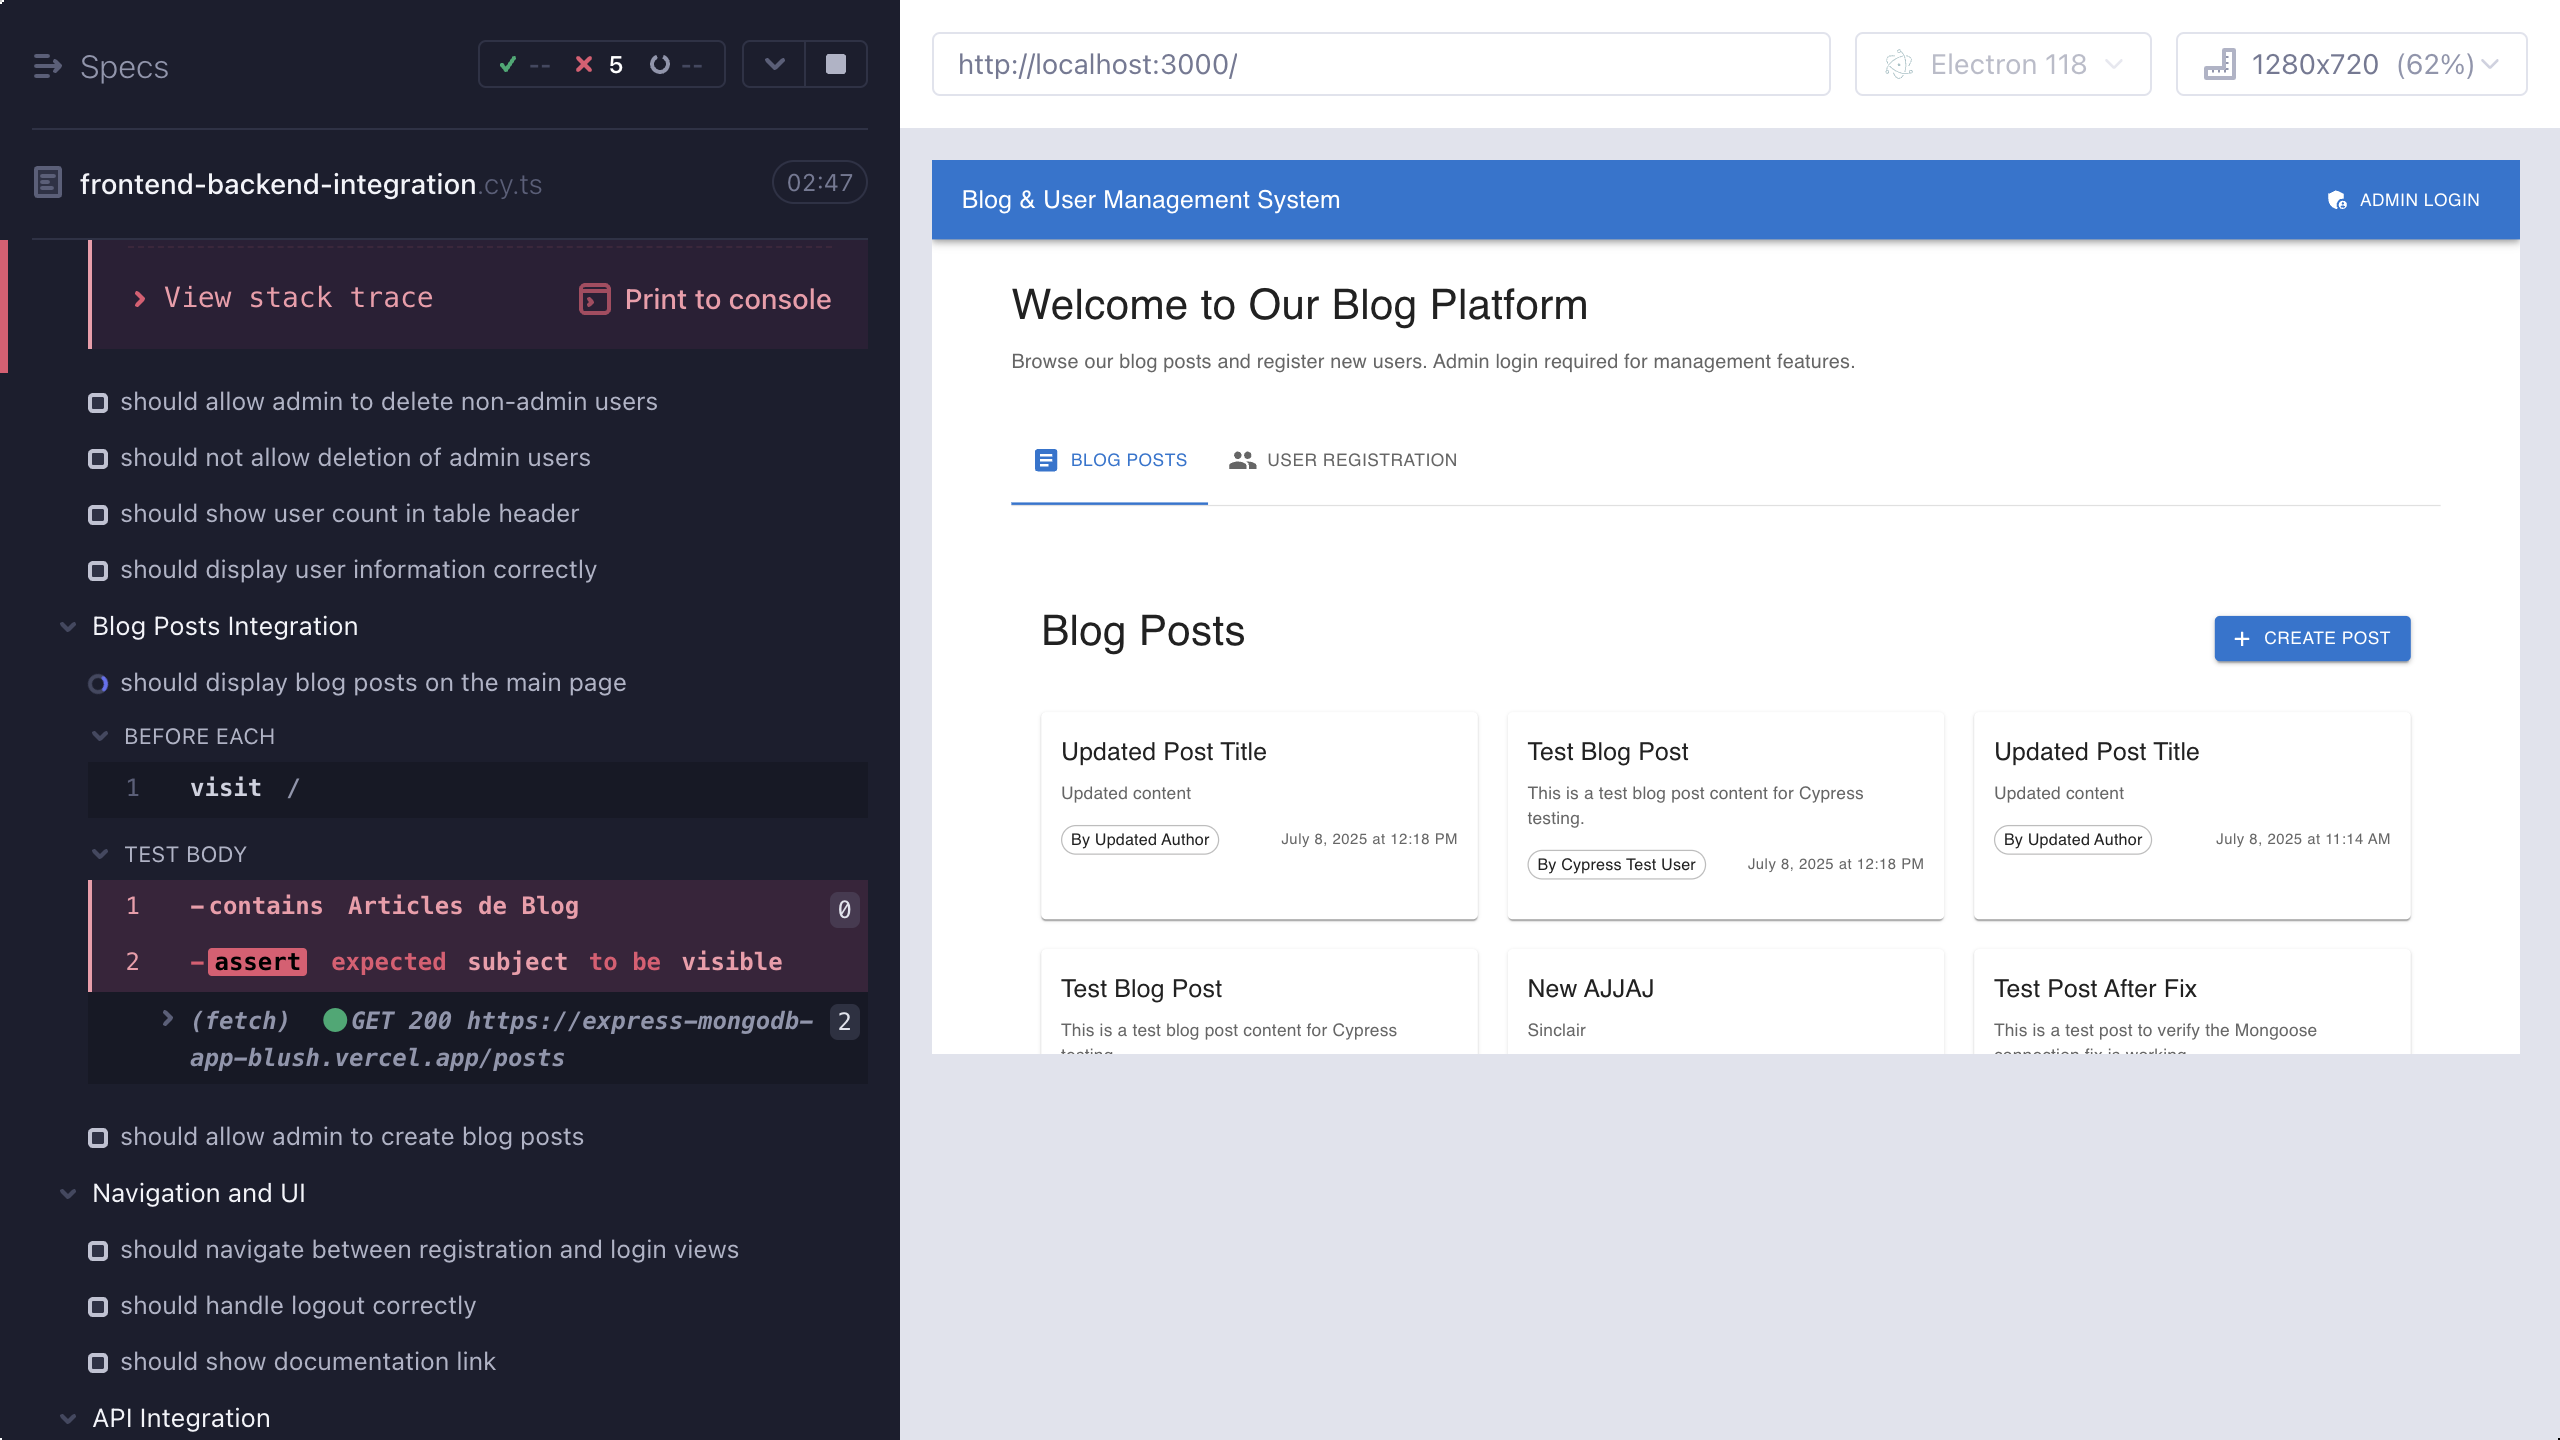 Specs
-- 5 --
frontend-backend-integration.cy.ts
02:47
View stack trace
Print to console
should allow admin to delete non-admin users
should not allow deletion of admin users
should show user count in table header
should display user information correctly
Blog Posts Integration
should display blog posts on the main page
BEFORE EACH
1 visit /
TEST BODY
1 -contains Articles de Blog 0
2 -assert expected subject to be visible
(fetch) GET 200 https://express-mongodb- 2
app-blush.vercel.app/posts
should allow admin to create blog posts
Navigation and UI
should navigate between registration and login views
should handle logout correctly
should show documentation link
API Integration
http://localhost:3000/
Electron 118
1280x720 (62%)
Blog & User Management System
ADMIN LOGIN
Welcome to Our Blog Platform
Browse our blog posts and register new users. Admin login required for management features.
BLOG POSTS
USER REGISTRATION
Blog Posts
+ CREATE POST
Updated Post Title
Updated content
By Updated Author
July 8, 2025 at 12:18 PM
Test Blog Post
This is a test blog post content for Cypress
testing.
By Cypress Test User
July 8, 2025 at 12:18 PM
Updated Post Title
Updated content
By Updated Author
July 8, 2025 at 11:14 AM
Test Blog Post
This is a test blog post content for Cypress
testing
New AJJAJ
Sinclair
Test Post After Fix
This is a test post to verify the Mongoose
connection fix is working